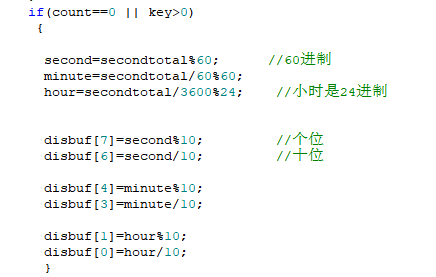 if(count==0 || key>0)
{
second=secondtotal%60; //60进制
minute=secondtotal/60%60;
hour=secondtotal/3600%24; //小时是24进制
disbuf[7]=second%10; //个位
disbuf[6]=second/10; //十位
disbuf[4]=minute%10;
disbuf[3]=minute/10;
disbuf[1]=hour%10;
disbuf[0]=hour/10;
}